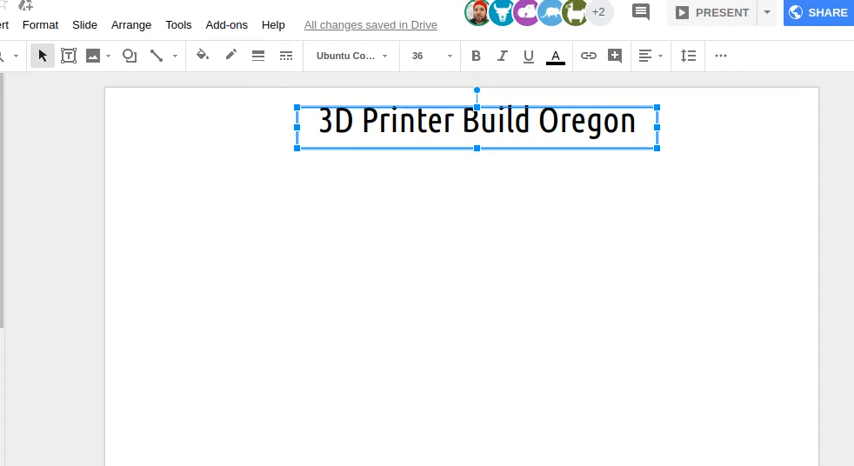 Format Slide Arrange Tools Add-ons Help All changes saved in Drive
+2 PRESENT SHARE
Ubuntu Co... 36 B I U A
3D Printer Build Oregon